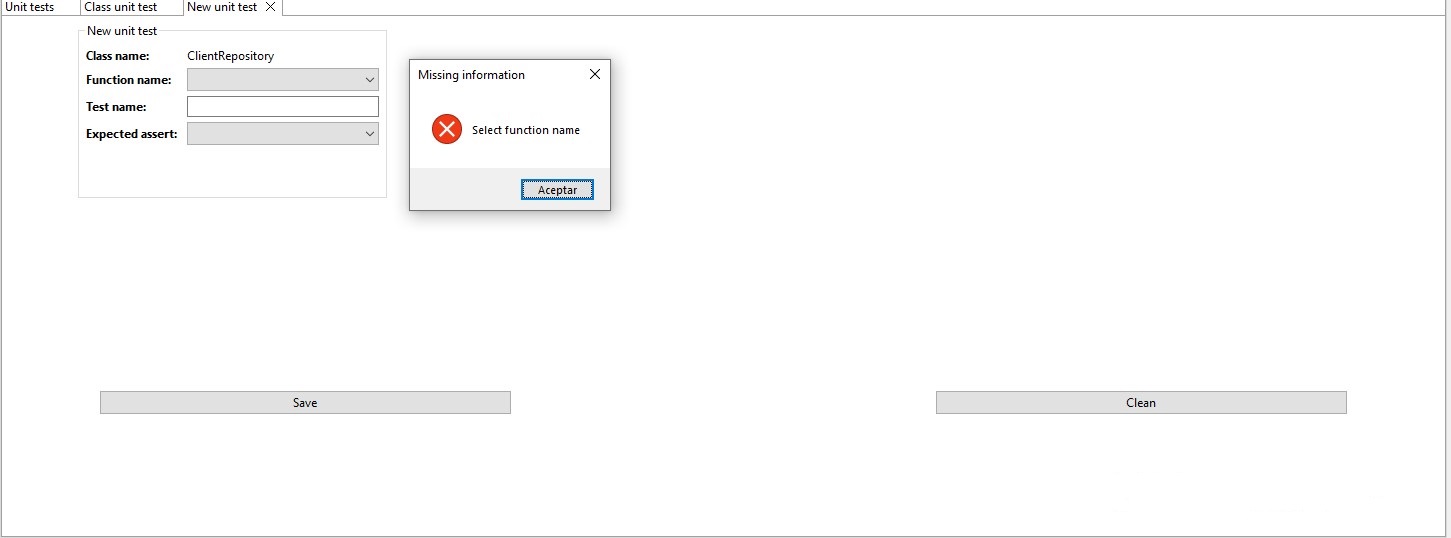 Unit tests
Class unit test
New unit test
New unit test
Class name: ClientRepository
Function name:
Test name:
Expected assert:
Missing information
Select function name
Aceptar
Save
Clean